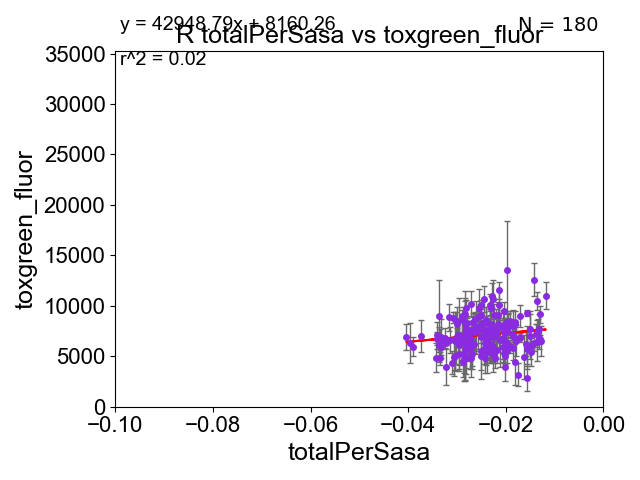 y = 42948.79x + 8160.26
N = 180
R totalPerSasa vs toxgreen_fluor
r^2 = 0.02
35000
30000
25000
20000
15000
10000
5000
0
toxgreen_fluor
−0.10 −0.08 −0.06 −0.04 −0.02 0.00
totalPerSasa